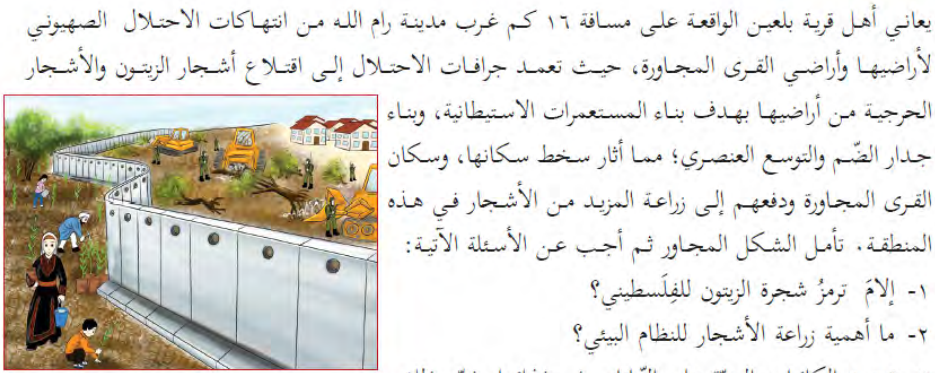 يعاني أهل قرية بلعين الواقعة على مسافة ١٦ كم غرب مدينة رام الله من انتهاكات الاحتلال الصهيوني
لأراضيها وأراضي القرى المجاورة، حيث تعمد جرافات الاحتلال إلى اقتلاع أشجار الزيتون والأشجار
الحرجية من أراضيها بهدف بناء المستعمرات الاستيطانية، وبناء
جدار الضّم والتوسع العنصري؛ مما أثار سخط سكانها، وسكان
القرى المجاورة ودفعهم إلى زراعة المزيد من الأشجار في هذه
المنطقة. تأمل الشكل المجاور ثم أجب عن الأسئلة الآتية:
١- إلامَ ترمزُ شجرة الزيتون للفِلَسطيني؟
٢- ما أهمية زراعة الأشجار للنظام البيئي؟